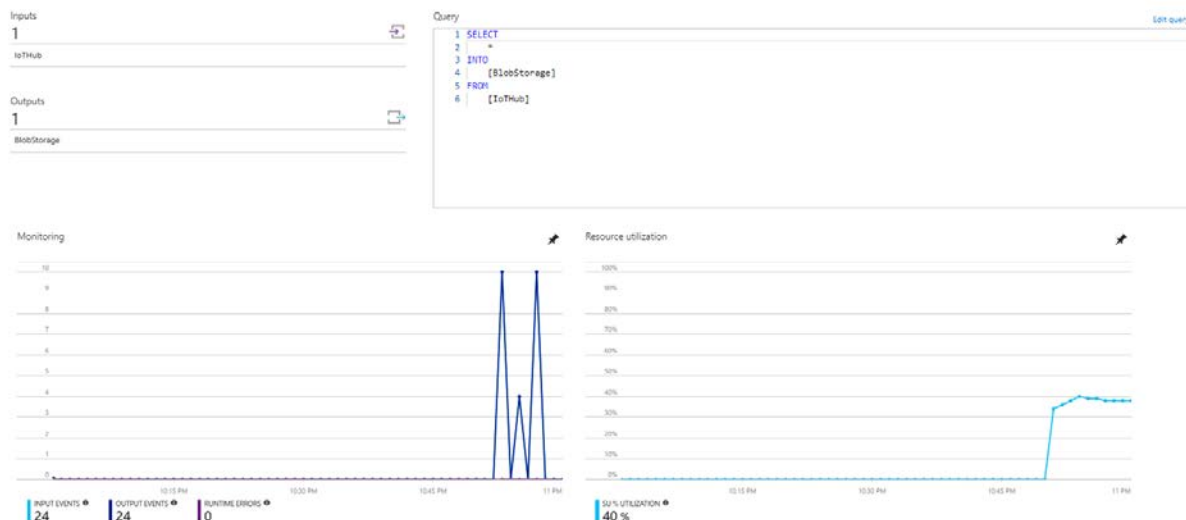 Inputs
1
IoTHub
Outputs
1
BlobStorage
Query
Edit query
1 SELECT
2 *
3 INTO
4 [BlobStorage]
5 FROM
6 [IoTHub]
Monitoring
10
9
8
7
6
5
4
3
2
1
0
10:15 PM 10:30 PM 10:45 PM 11 PM
INPUT EVENTS OUTPUT EVENTS RUNTIME ERRORS
24 24 0
Resource utilization
100%
90%
80%
70%
60%
50%
40%
30%
20%
10%
0%
10:15 PM 10:30 PM 10:45 PM 11 PM
SU % UTILIZATION
40 %